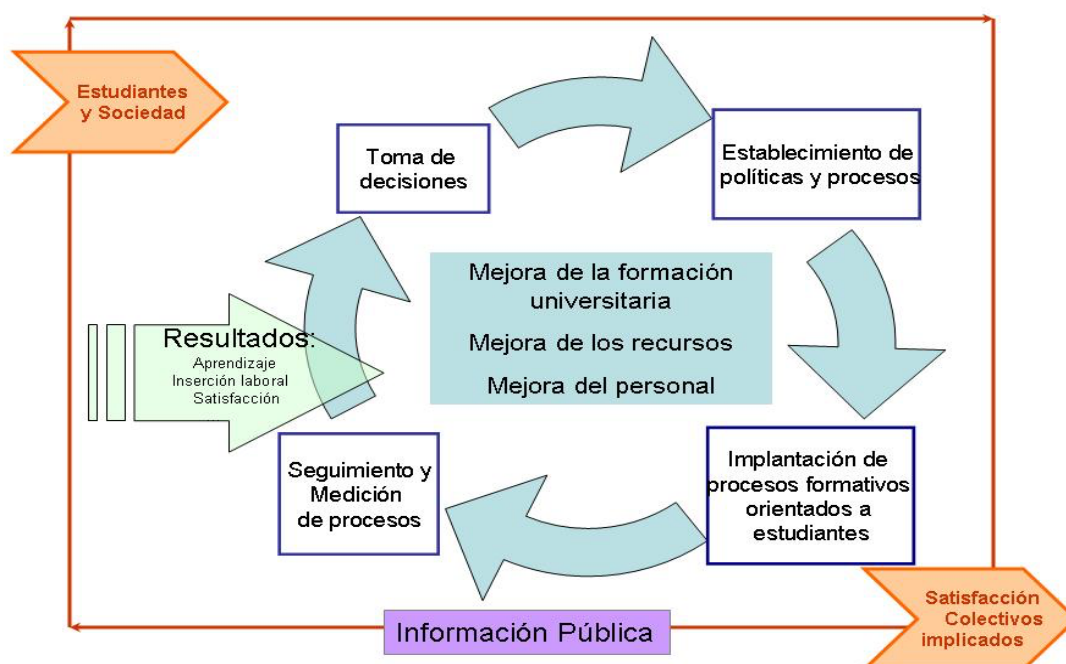 Estudiantes
y Sociedad
Toma de
decisiones
Establecimiento de
políticas y procesos
Mejora de la formación
universitaria
Mejora de los recursos
Mejora del personal
Resultados:
Aprendizaje
Inserción laboral
Satisfacción
...
Seguimiento y
Medición
de procesos
Implantación de
procesos formativos
orientados a
estudiantes
Información Pública
Satisfacción
Colectivos
implicados